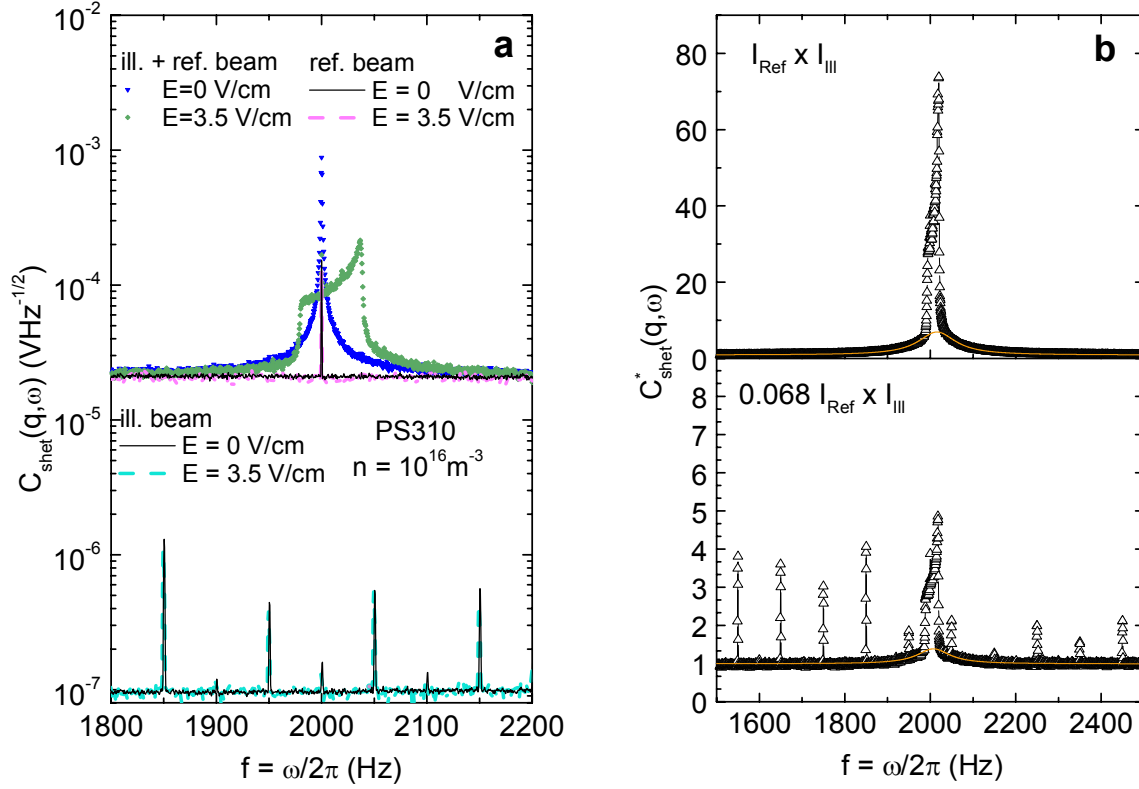 a
ill. + ref. beam
E=0 V/cm
E=3.5 V/cm
ref. beam
E = 0 V/cm
E = 3.5 V/cm
ill. beam
E = 0 V/cm
E = 3.5 V/cm
PS310
n = 10^16 m^-3
10^-2
10^-3
10^-4
10^-5
10^-6
10^-7
C_shet(q,ω) (VHz^-1/2)
1800 1900 2000 2100 2200
f = ω/2π (Hz)
b
I_Ref x I_Ill
80
60
40
20
0
0.068 I_Ref x I_Ill
8
7
6
5
4
3
2
1
0
C*_shet(q,ω)
1600 1800 2000 2200 2400
f = ω/2π (Hz)